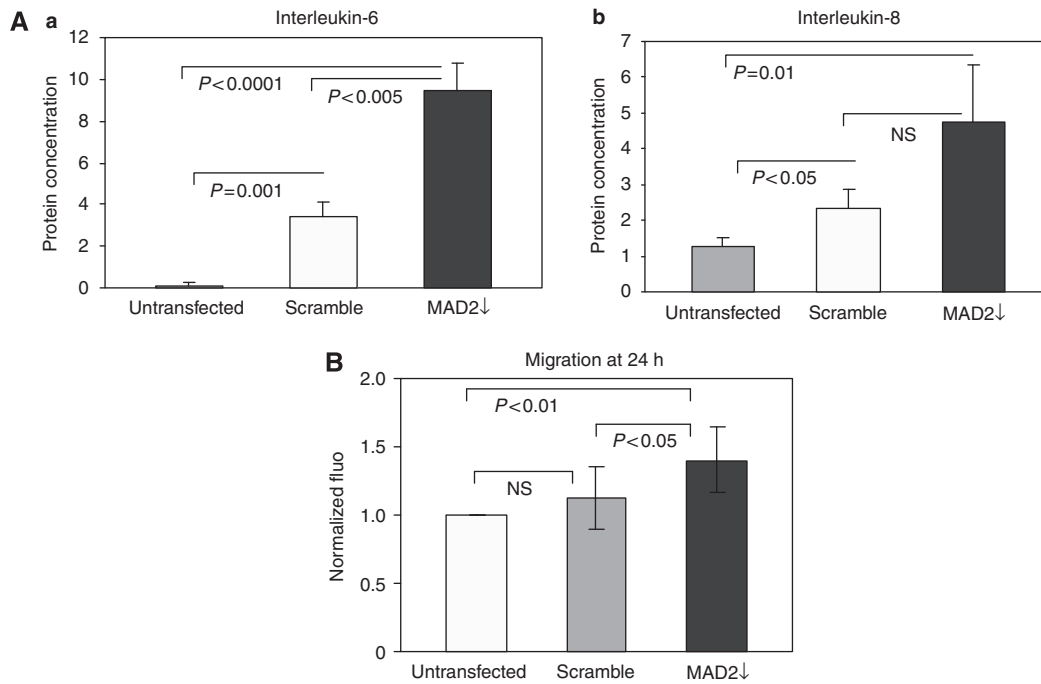 A
a
Interleukin-6
Protein concentration
12
10
8
6
4
2
0
P<0.0001
P<0.005
P=0.001
Untransfected
Scramble
MAD2↓
b
Interleukin-8
Protein concentration
7
6
5
4
3
2
1
0
P=0.01
NS
P<0.05
Untransfected
Scramble
MAD2↓
B
Migration at 24 h
Normalized fluo
2.0
1.5
1.0
0.5
0
P<0.01
P<0.05
NS
Untransfected
Scramble
MAD2↓